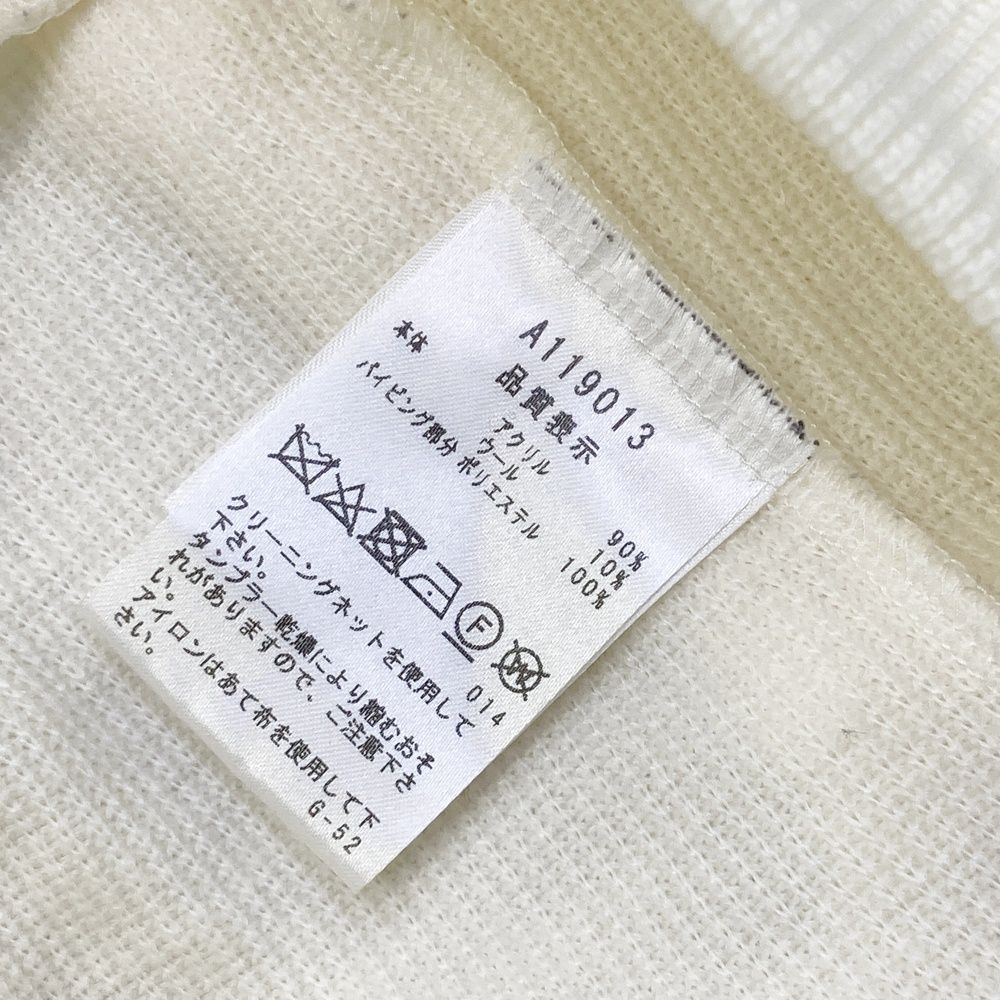 A119013
品質表示
本体 アクリル 90%
ウール 10%
パイピング部分 ポリエステル 100%
F
W
014
クリーニングネットを使用して
下さい。
タンブラー乾燥により縮むおそ
れがありますので、ご注意下さ
い。
アイロンはあて布を使用して下
さい。
G-52